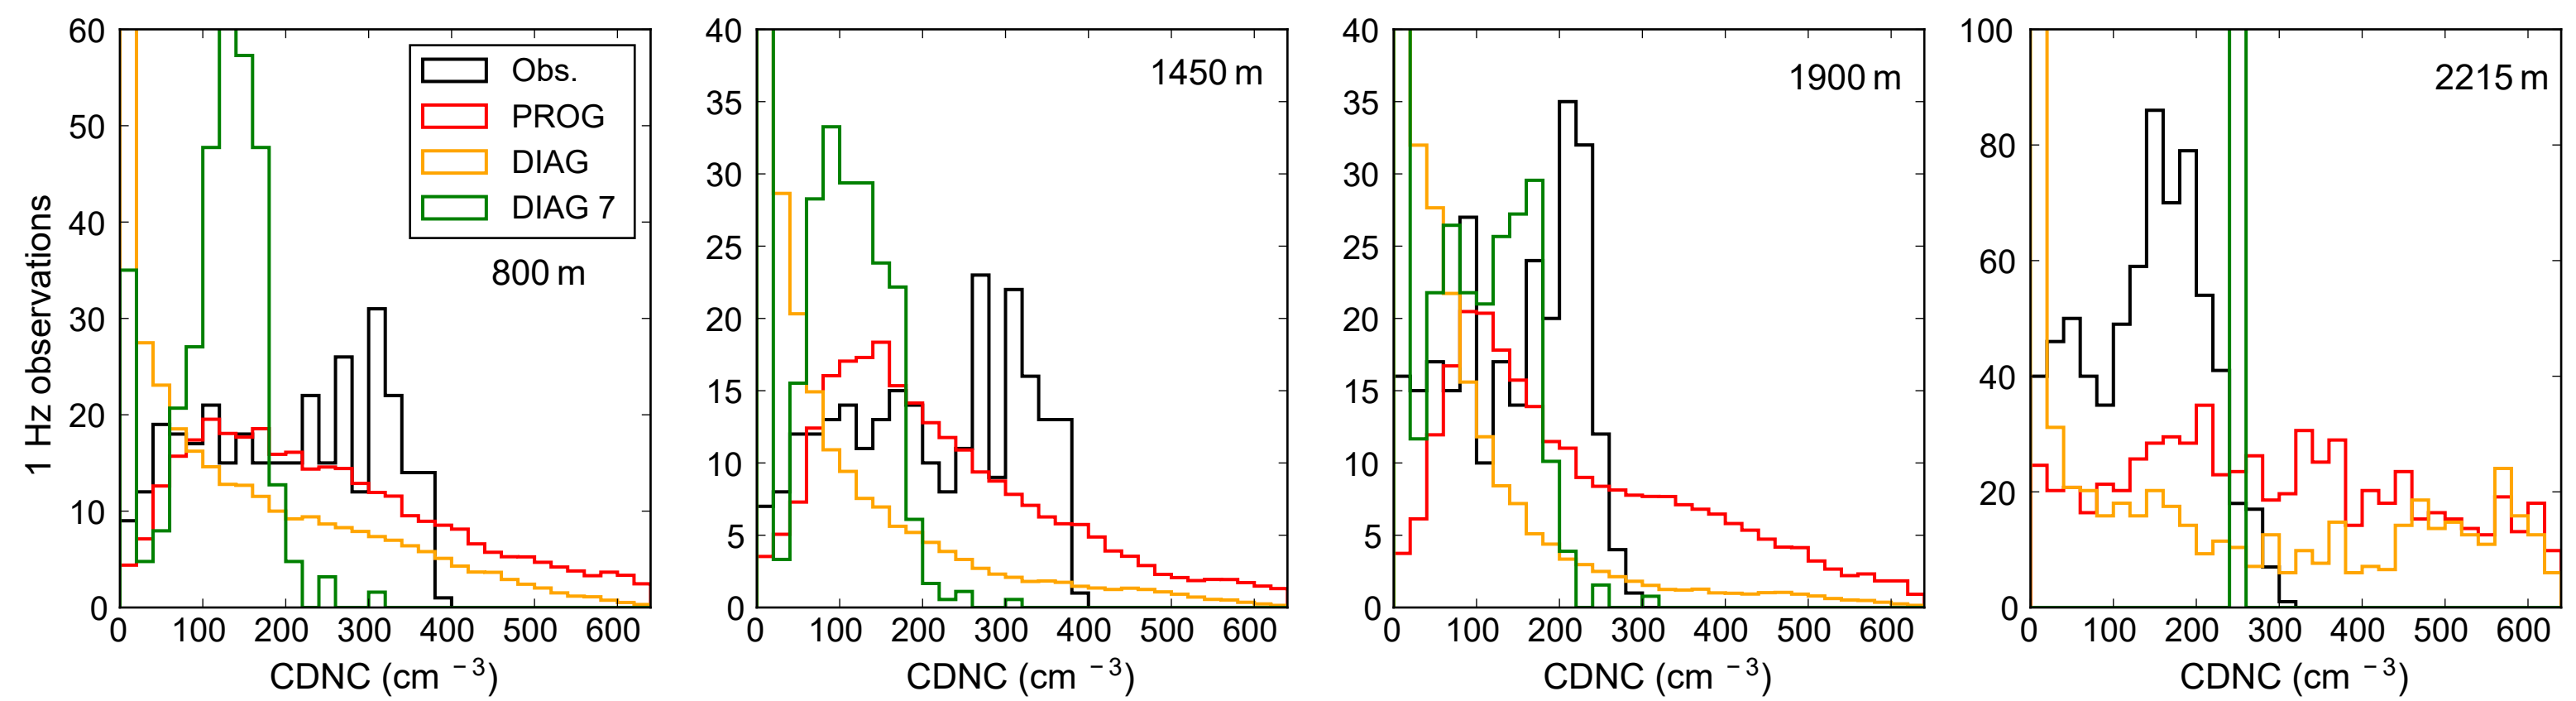 1 Hz observations
60
50
40
30
20
10
0
0 100 200 300 400 500 600
CDNC (cm⁻³)
Obs.
PROG
DIAG
DIAG 7
800 m
40
35
30
25
20
15
10
5
0
0 100 200 300 400 500 600
CDNC (cm⁻³)
1450 m
40
35
30
25
20
15
10
5
0
0 100 200 300 400 500 600
CDNC (cm⁻³)
1900 m
100
80
60
40
20
0
0 100 200 300 400 500 600
CDNC (cm⁻³)
2215 m